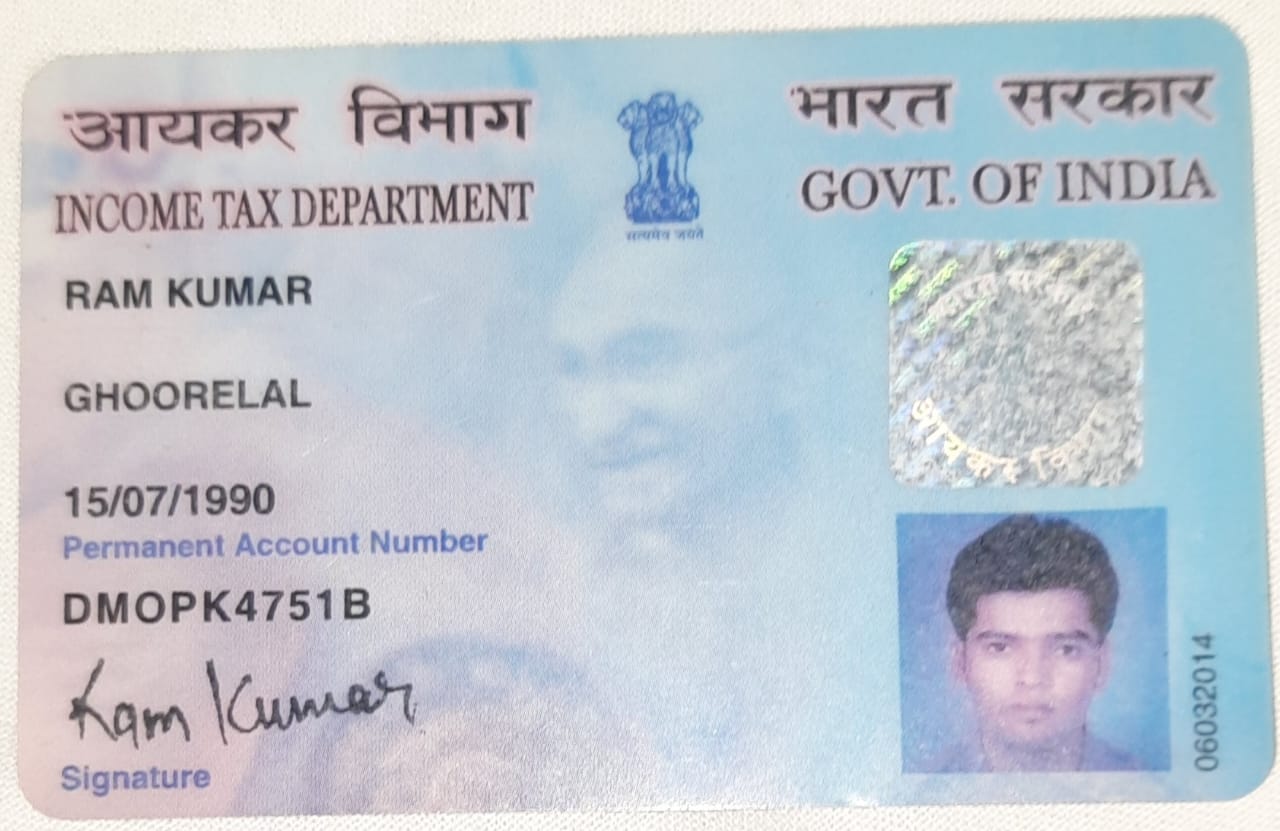 आयकर विभाग
INCOME TAX DEPARTMENT
सत्यमेव जयते
भारत सरकार
GOVT. OF INDIA
RAM KUMAR
GHOORELAL
15/07/1990
Permanent Account Number
DMOPK4751B
Ram Kumar
Signature
आयकर विभाग
06032014